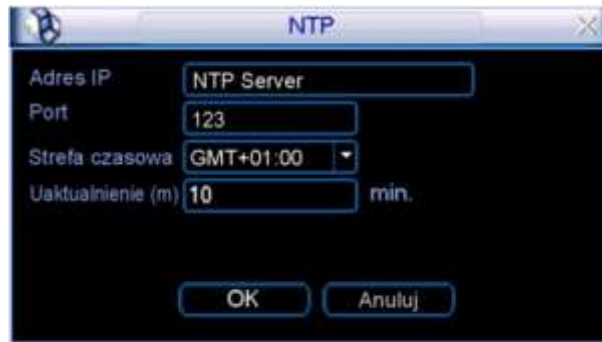 NTP
Adres IP NTP Server
Port 123
Strefa czasowa GMT+01:00
Uaktualnienie (m) 10 min.
OK Anuluj